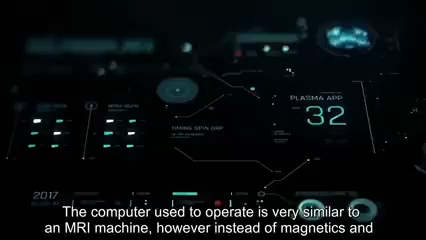 PLASMA APP
32
TIMING SPIN DRP
2017
The computer used to operate is very similar to
an MRI machine, however instead of magnetics and